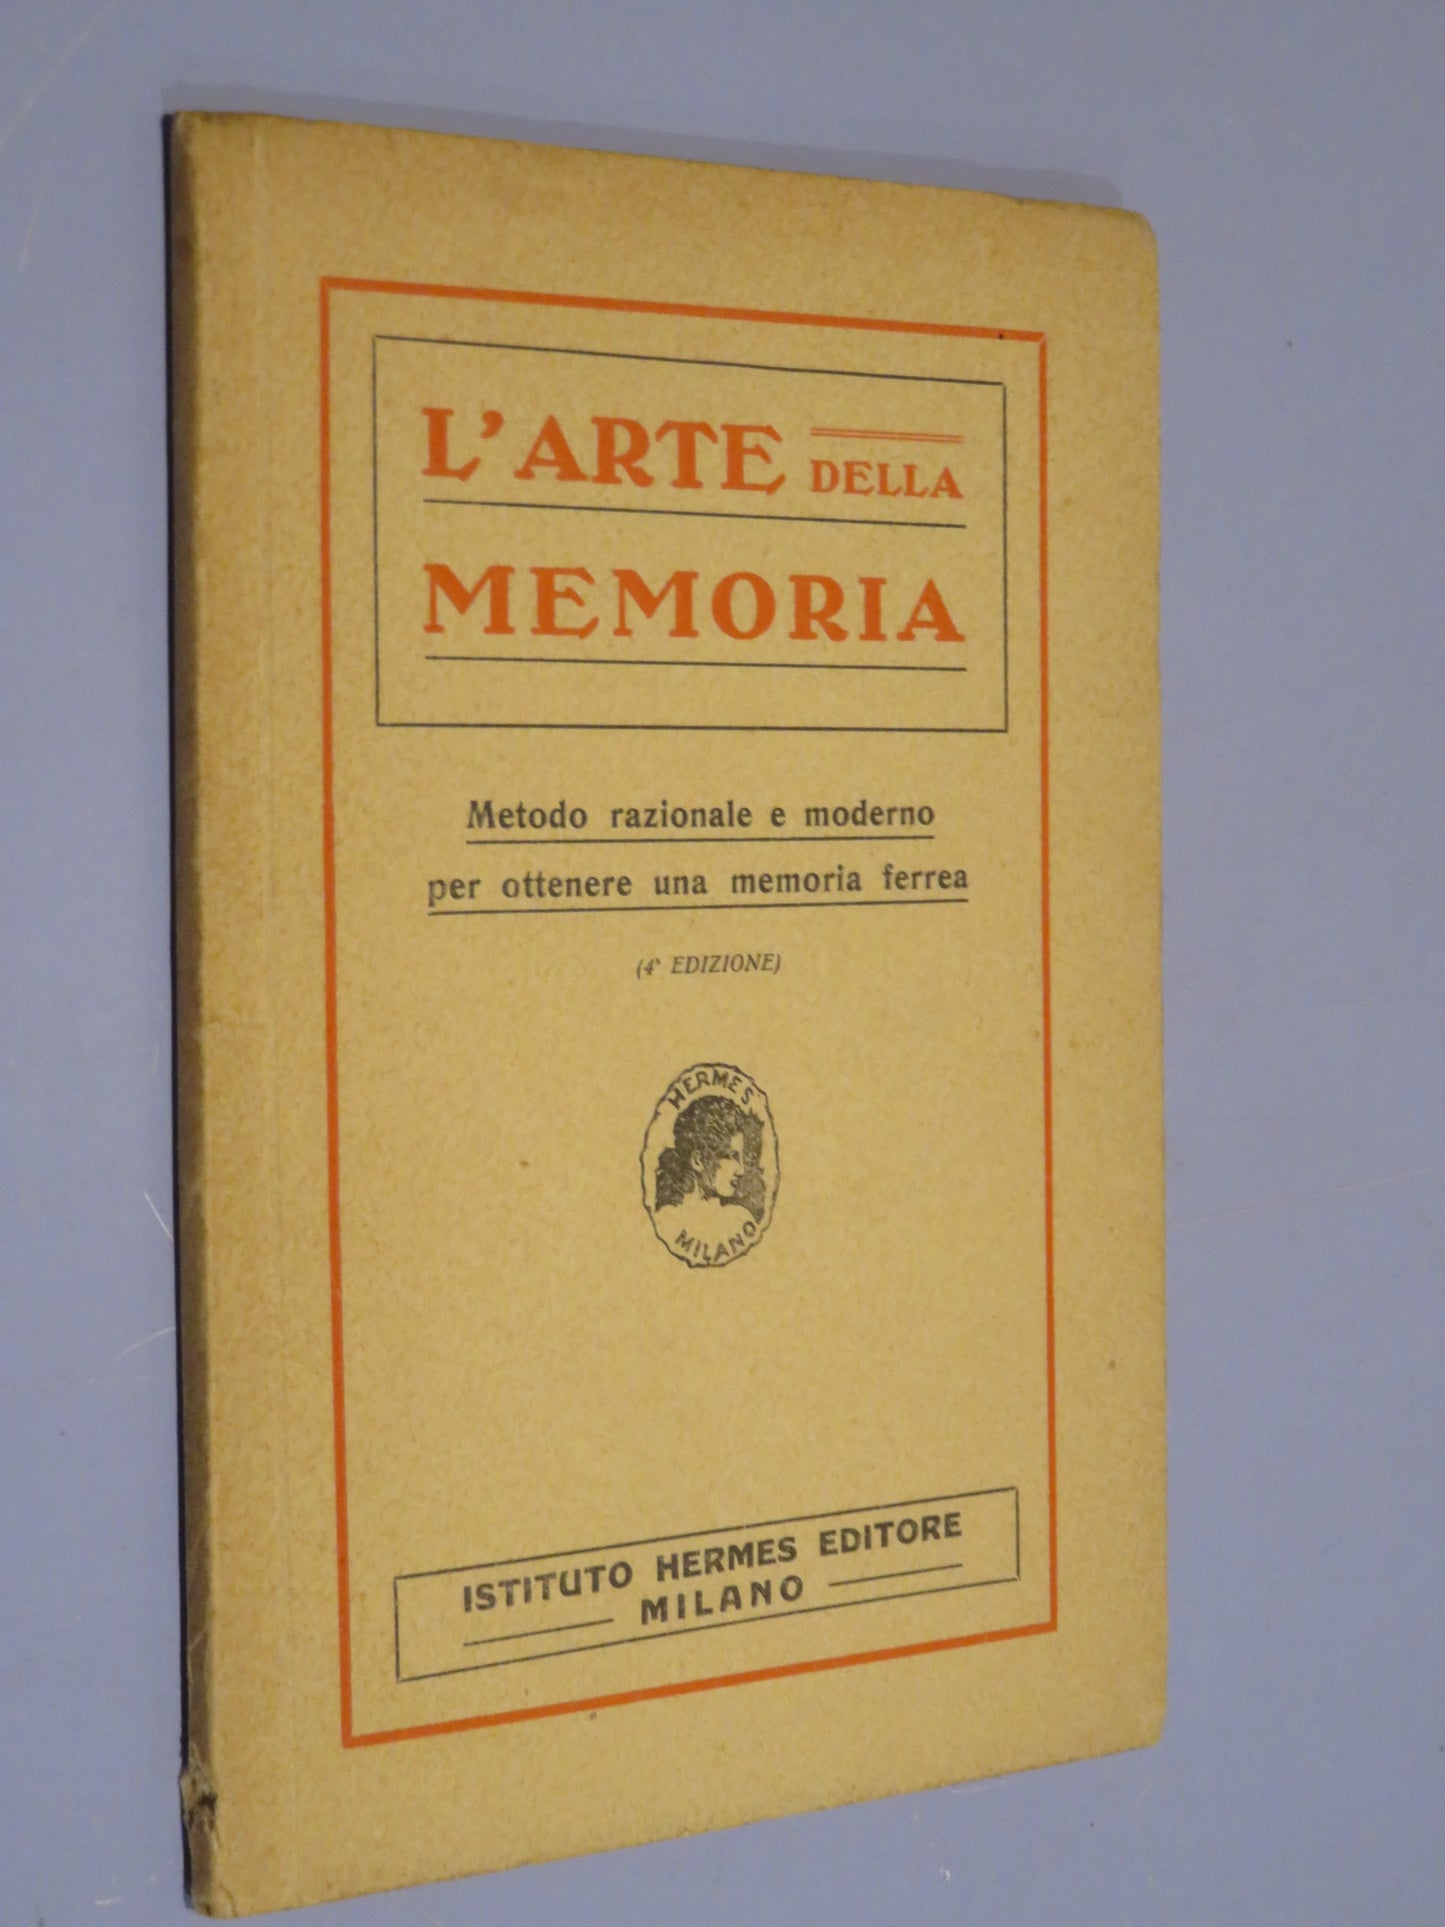 L'ARTE DELLA
MEMORIA
Metodo razionale e moderno
per ottenere una memoria ferrea
(4ª EDIZIONE)
HERMES
MILANO
ISTITUTO HERMES EDITORE
MILANO